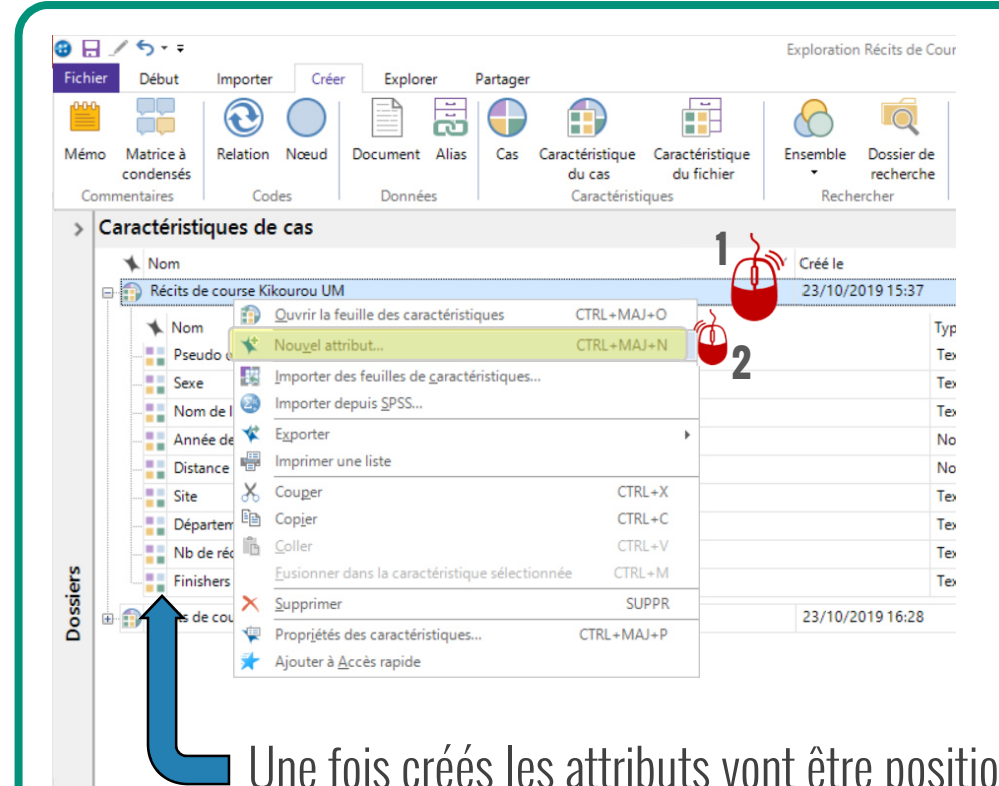 Exploration Récits de Cour
Fichier Début Importer Créer Explorer Partager
Mémo Matrice à condensés Relation Nœud Document Alias Cas Caractéristique du cas Caractéristique du fichier Ensemble Dossier de recherche
Commentaires Codes Données Caractéristiques Rechercher
Caractéristiques de cas
1
Nom Créé le
Récits de course Kikourou UM 23/10/2019 15:37
Ouvrir la feuille des caractéristiques CTRL+MAJ+O
Nom Typ
Nouvel attribut... CTRL+MAJ+N
2
Pseudo Tex
Importer des feuilles de caractéristiques...
Sexe Tex
Importer depuis SPSS...
Nom de l Tex
Exporter
Année de No
Imprimer une liste
Distance No
Couper CTRL+X
Site Tex
Copier CTRL+C
Départem Tex
Coller CTRL+V
Nb de réc Tex
Fusionner dans la caractéristique sélectionnée CTRL+M
Finishers Tex
Supprimer SUPPR
s de cou 23/10/2019 16:28
Propriétés des caractéristiques... CTRL+MAJ+P
Ajouter à Accès rapide
Dossiers
Une fois créés les attributs vont être positio